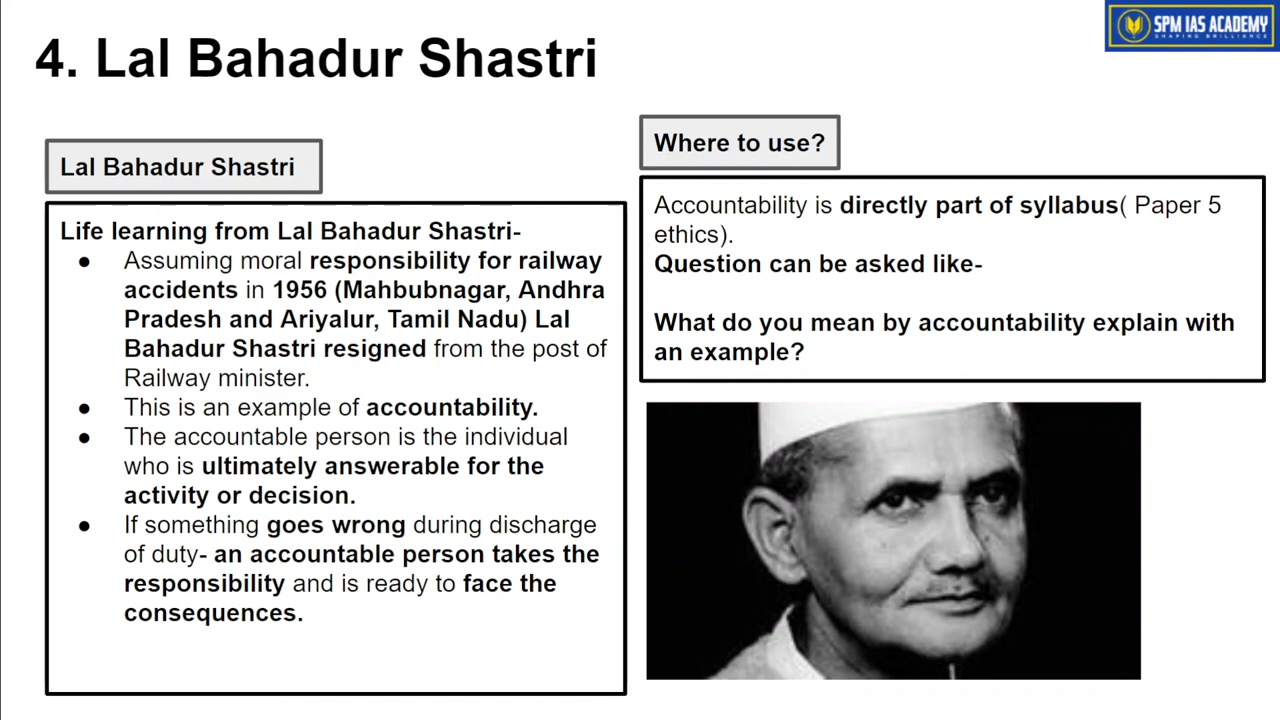 SPM IAS ACADEMY
SHAPING BRILLIANCE
4. Lal Bahadur Shastri
Lal Bahadur Shastri
Life learning from Lal Bahadur Shastri-
● Assuming moral responsibility for railway
accidents in 1956 (Mahbubnagar, Andhra
Pradesh and Ariyalur, Tamil Nadu) Lal
Bahadur Shastri resigned from the post of
Railway minister.
● This is an example of accountability.
● The accountable person is the individual
who is ultimately answerable for the
activity or decision.
● If something goes wrong during discharge
of duty- an accountable person takes the
responsibility and is ready to face the
consequences.
Where to use?
Accountability is directly part of syllabus( Paper 5
ethics).
Question can be asked like-
What do you mean by accountability explain with
an example?